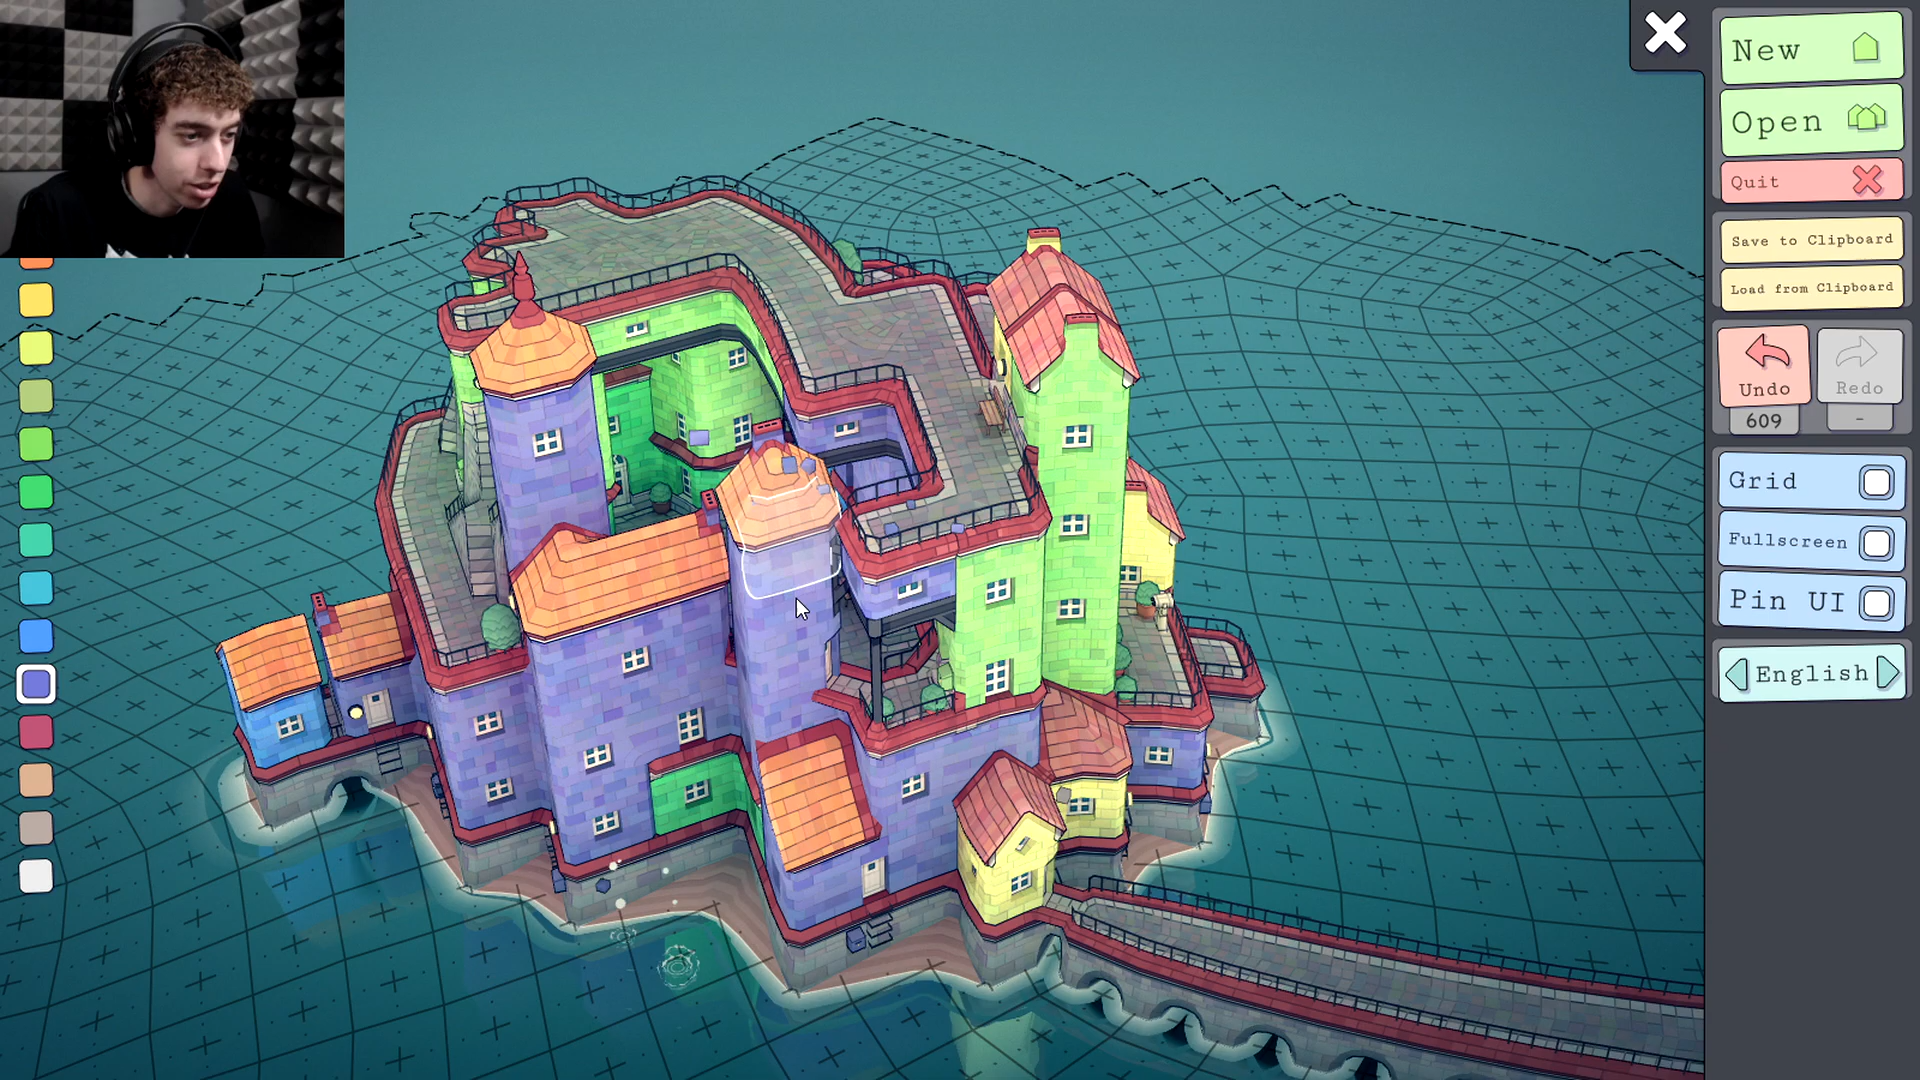 New
Open
Quit
Save to Clipboard
Load from Clipboard
Undo
Redo
609
-
Grid
Fullscreen
Pin UI
English